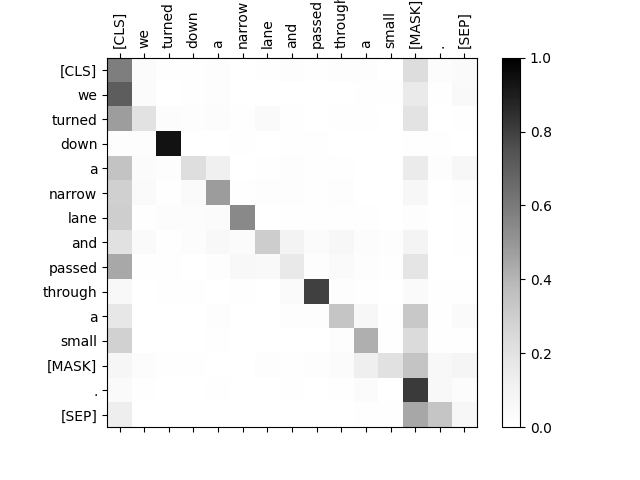 [CLS] we turned down a narrow lane and passed through a small [MASK] . [SEP]
[CLS]
we
turned
down
a
narrow
lane
and
passed
through
a
small
[MASK]
.
[SEP]
1.0
0.8
0.6
0.4
0.2
0.0